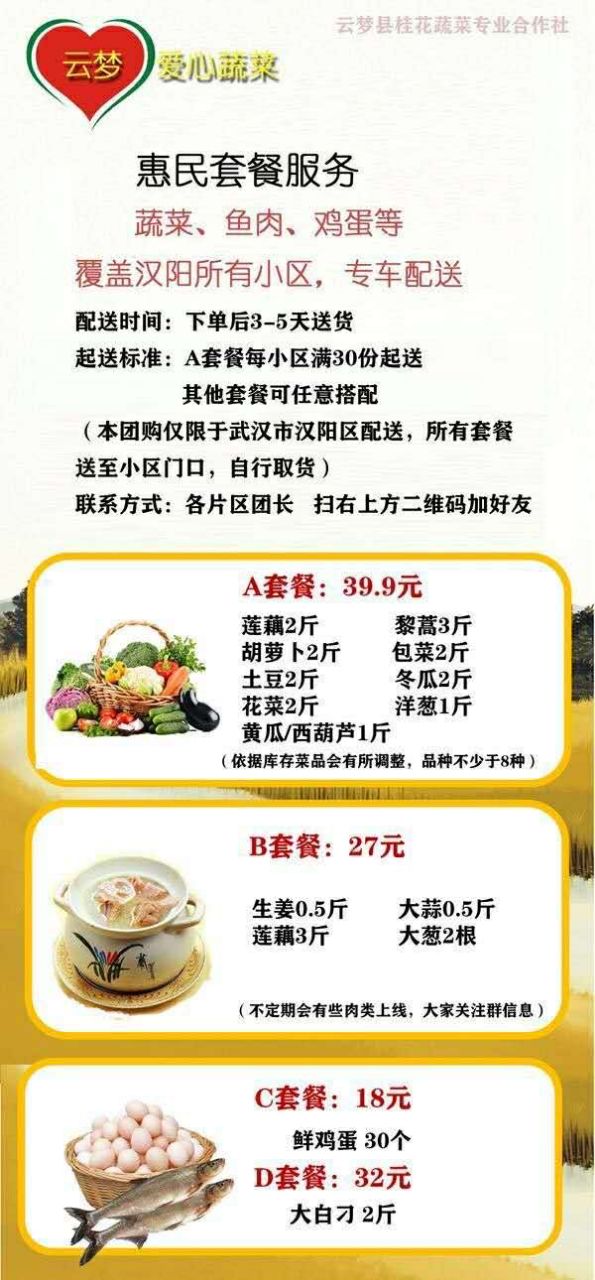 云梦县桂花蔬菜专业合作社
云梦 爱心蔬菜
惠民套餐服务
蔬菜、鱼肉、鸡蛋等
覆盖汉阳所有小区，专车配送
配送时间：下单后3-5天送货
起送标准：A套餐每小区满30份起送
其他套餐可任意搭配
（本团购仅限于武汉市汉阳区配送，所有套餐
送至小区门口，自行取货）
联系方式：各片区团长 扫右上方二维码加好友
A套餐：39.9元
莲藕2斤 黎蒿3斤
胡萝卜2斤 包菜2斤
土豆2斤 冬瓜2斤
花菜2斤 洋葱1斤
黄瓜/西葫芦1斤
（依据库存菜品会有所调整，品种不少于8种）
B套餐：27元
生姜0.5斤 大蒜0.5斤
莲藕3斤 大葱2根
（不定期会有些肉类上线，大家关注群信息）
C套餐：18元
鲜鸡蛋 30个
D套餐：32元
大白刁 2斤